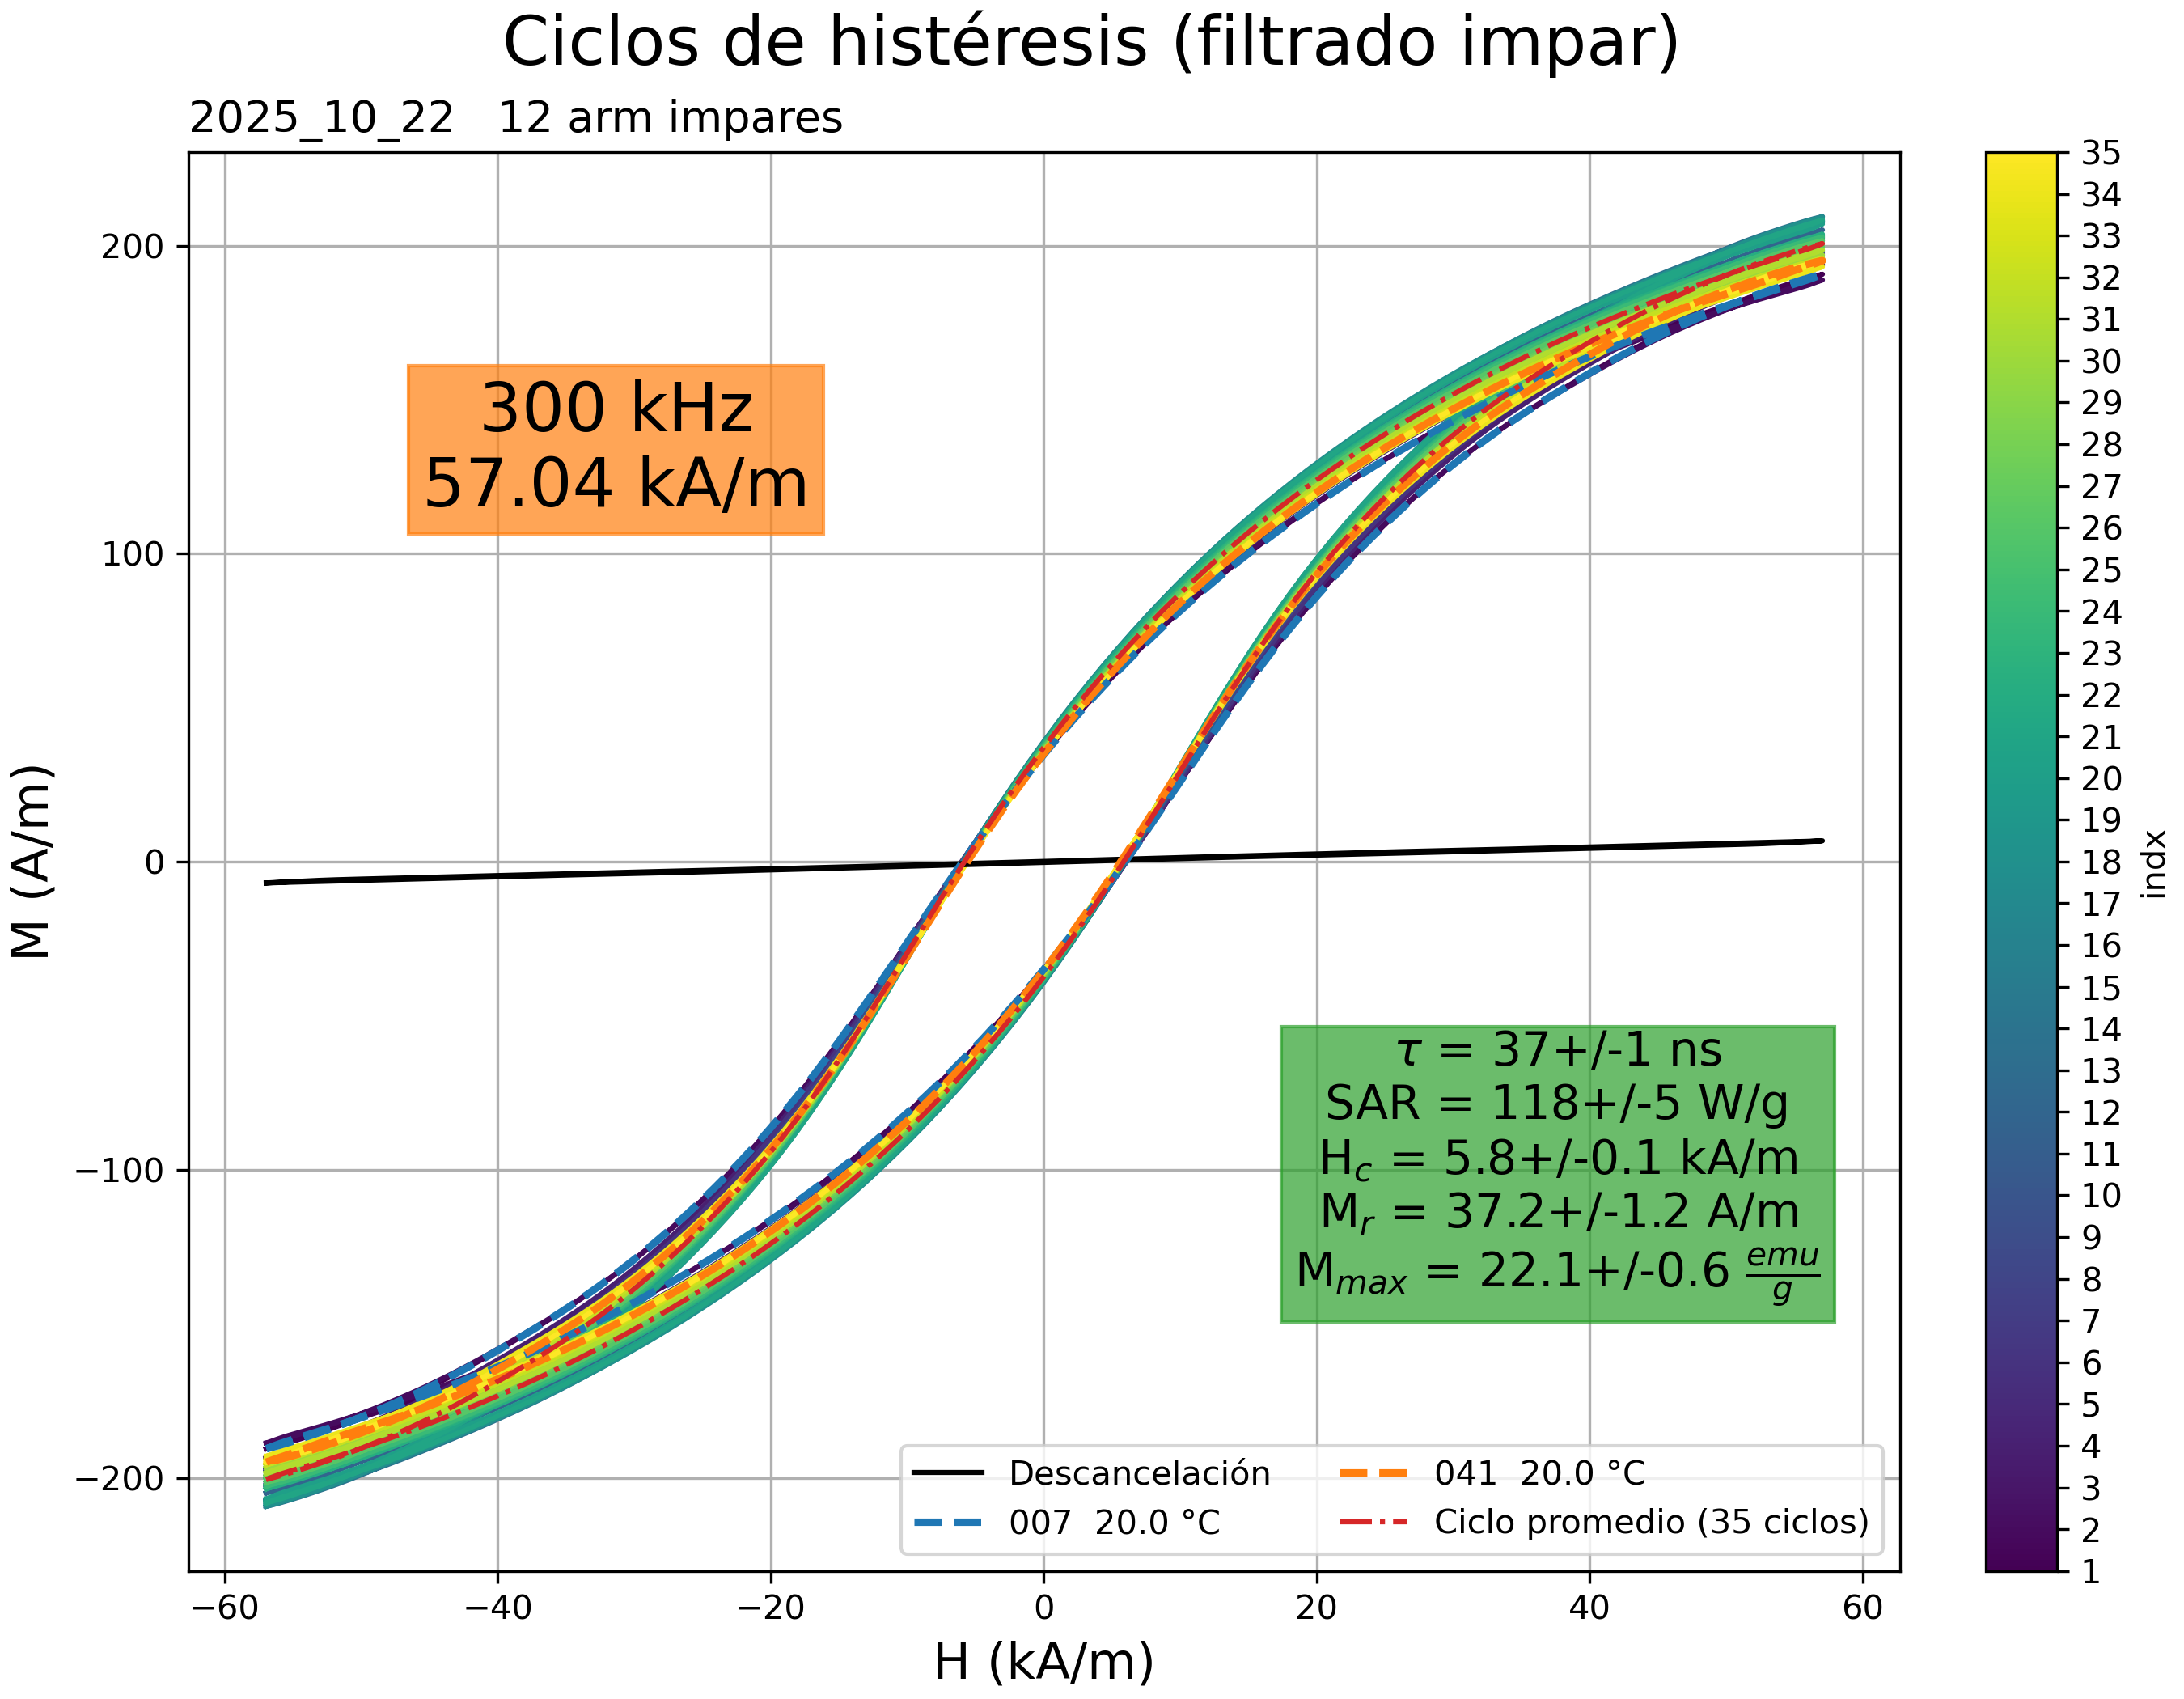 Ciclos de histéresis (filtrado impar)
2025_10_22   12 arm impares
300 kHz
57.04 kA/m
τ = 37+/-1 ns
SAR = 118+/-5 W/g
H_c = 5.8+/-0.1 kA/m
M_r = 37.2+/-1.2 A/m
M_max = 22.1+/-0.6 emu/g
Descancelación
007  20.0 °C
041  20.0 °C
Ciclo promedio (35 ciclos)
M (A/m)
200
100
0
−100
−200
−60
−40
−20
0
20
40
60
H (kA/m)
35
34
33
32
31
30
29
28
27
26
25
24
23
22
21
20
19
18
17
16
15
14
13
12
11
10
9
8
7
6
5
4
3
2
1
indx